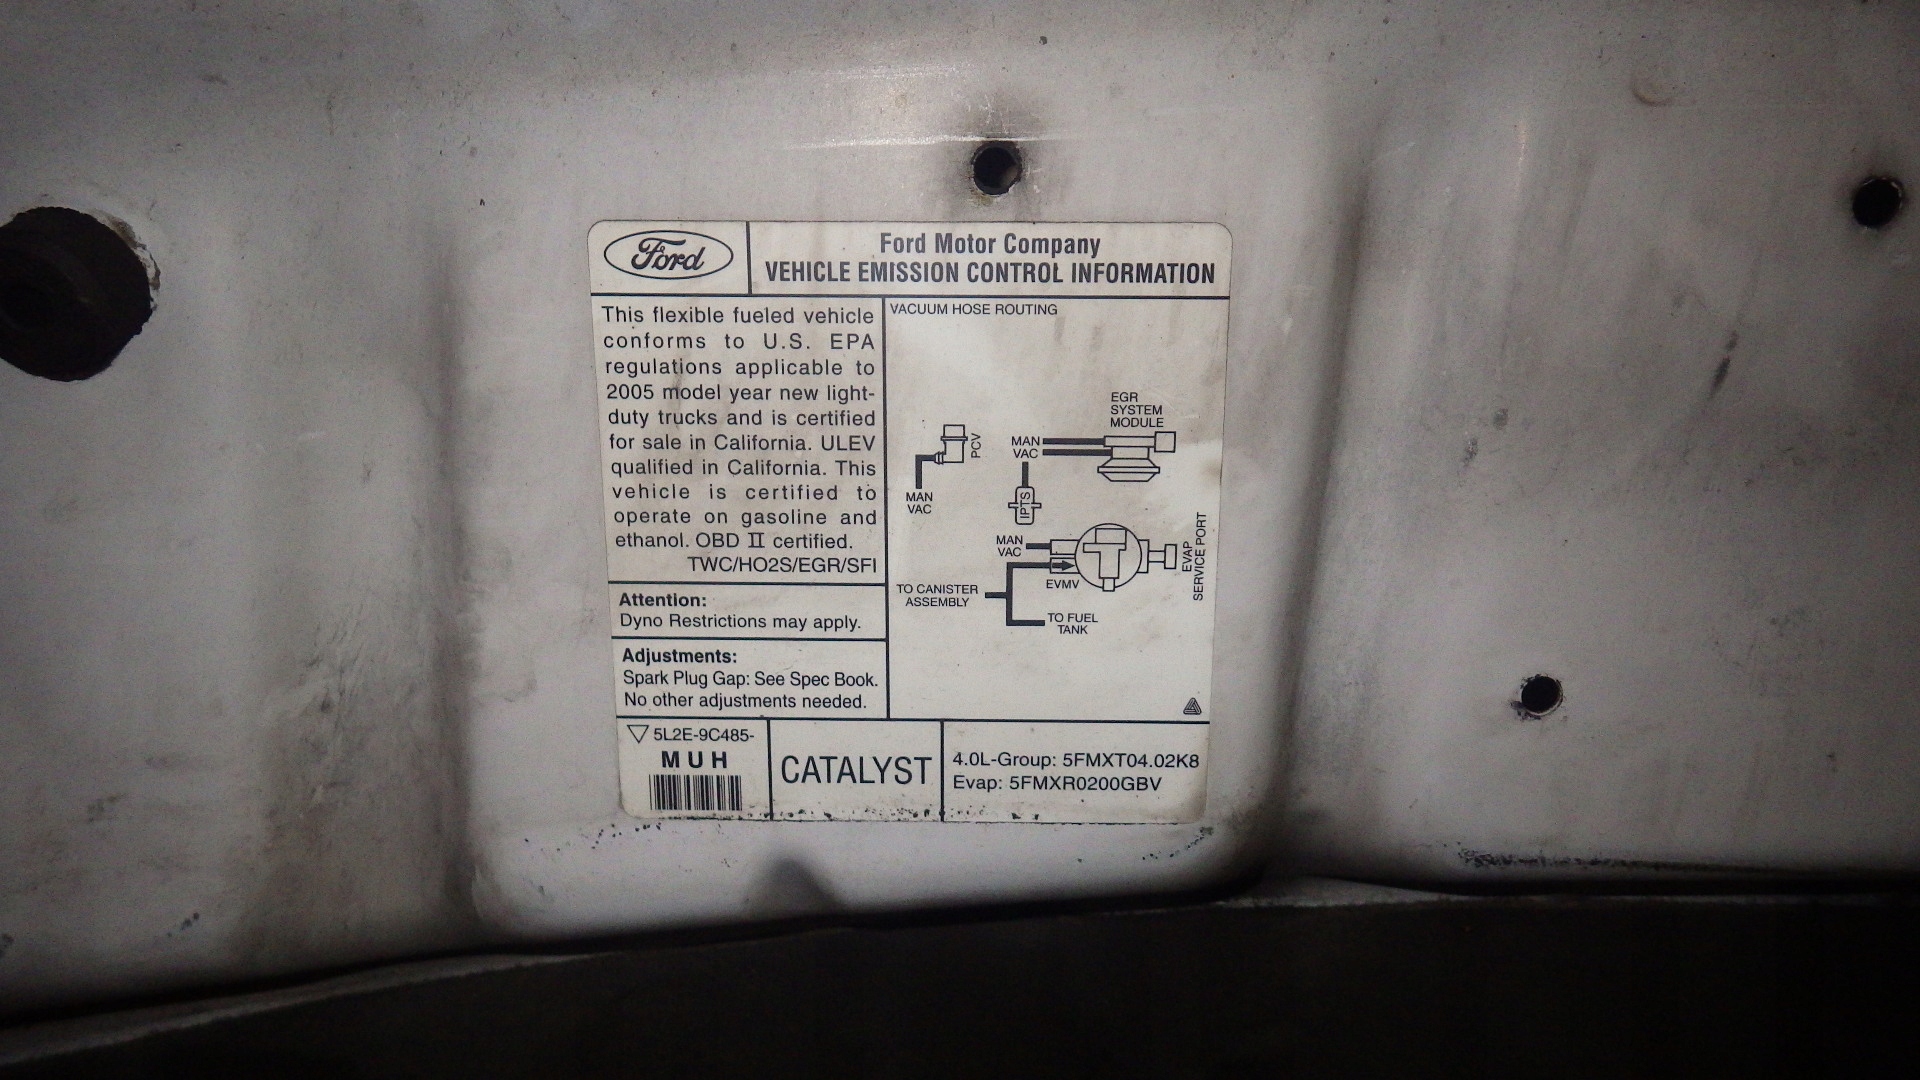 Ford
Ford Motor Company
VEHICLE EMISSION CONTROL INFORMATION
This flexible fueled vehicle
conforms to U.S. EPA
regulations applicable to
2005 model year new light-
duty trucks and is certified
for sale in California. ULEV
qualified in California. This
vehicle is certified to
operate on gasoline and
ethanol. OBD II certified.
TWC/HO2S/EGR/SFI
Attention:
Dyno Restrictions may apply.
Adjustments:
Spark Plug Gap: See Spec Book.
No other adjustments needed.
VACUUM HOSE ROUTING
EGR
SYSTEM
MODULE
PCV
MAN
VAC
MAN
VAC
IPTS
MAN
VAC
EVMV
EVAP
SERVICE PORT
TO CANISTER
ASSEMBLY
TO FUEL
TANK
5L2E-9C485-
MUH
CATALYST
4.0L-Group: 5FMXT04.02K8
Evap: 5FMXR0200GBV